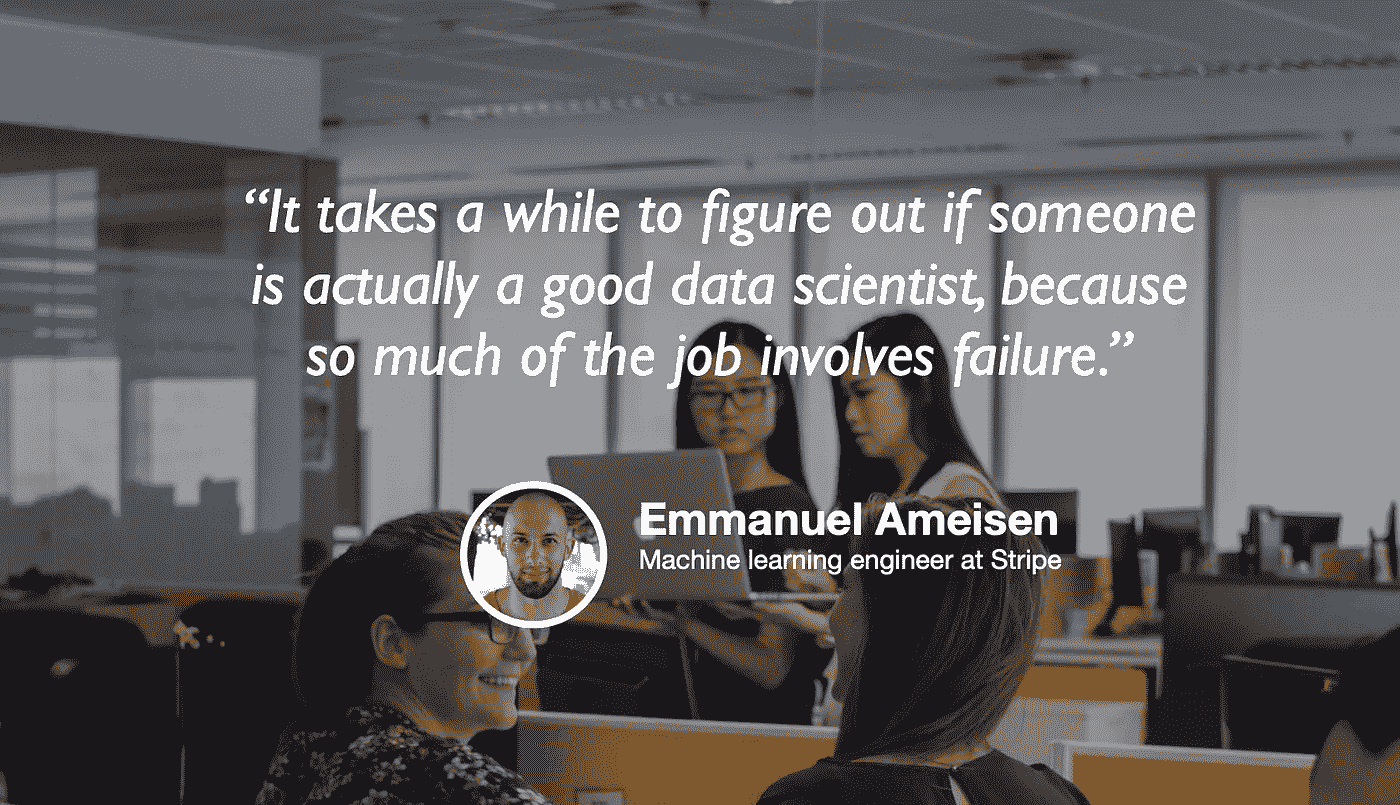 “It takes a while to figure out if someone
is actually a good data scientist, because
so much of the job involves failure.”
Emmanuel Ameisen
Machine learning engineer at Stripe